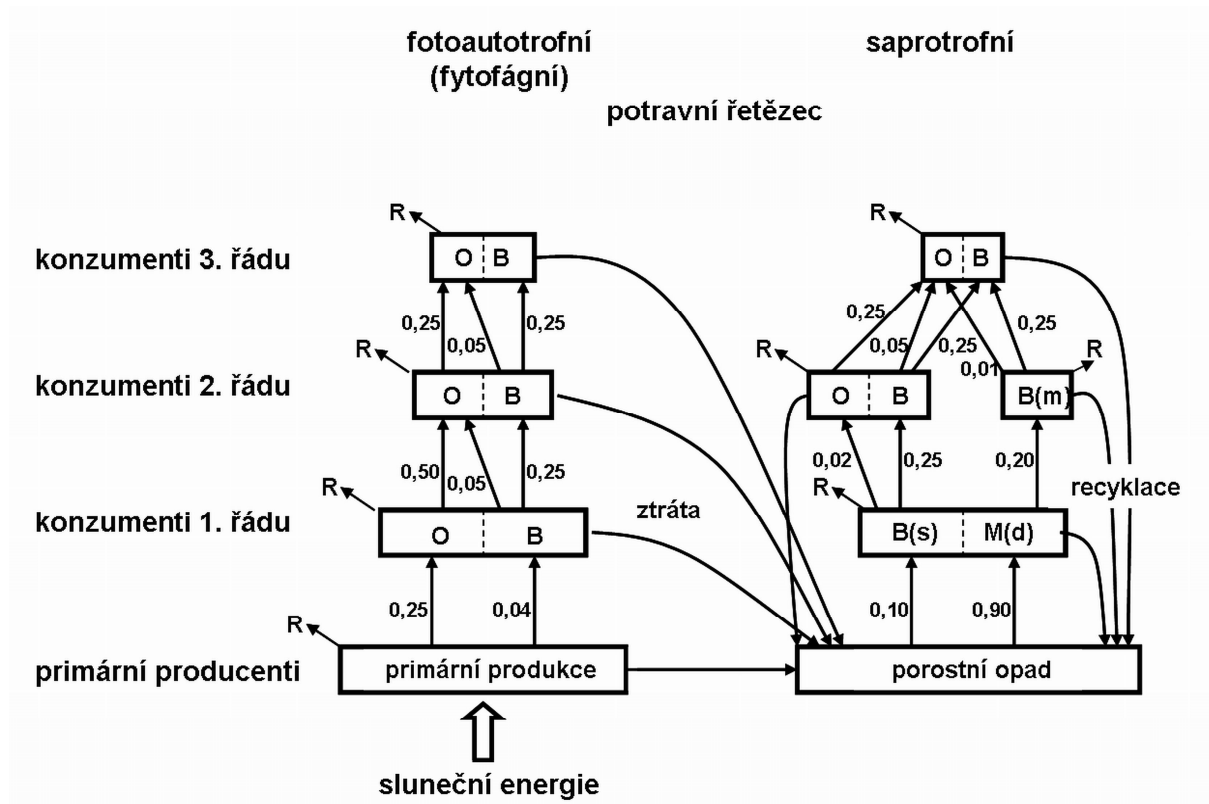 fotoautotrofní
(fytofágní)
saprotrofní
potravní řetězec
R
R
konzumenti 3. řádu
O B
O B
0,25
0,05
0,25
0,25
0,05
0,25
0,01
0,25
R
R
R
konzumenti 2. řádu
O B
O B
B(m)
0,50
0,05
0,25
0,02
0,25
0,20
R
R
recyklace
konzumenti 1. řádu
O B
ztráta
B(s) M(d)
0,25
0,04
0,10
0,90
R
primární producenti
primární produkce
porostní opad
sluneční energie